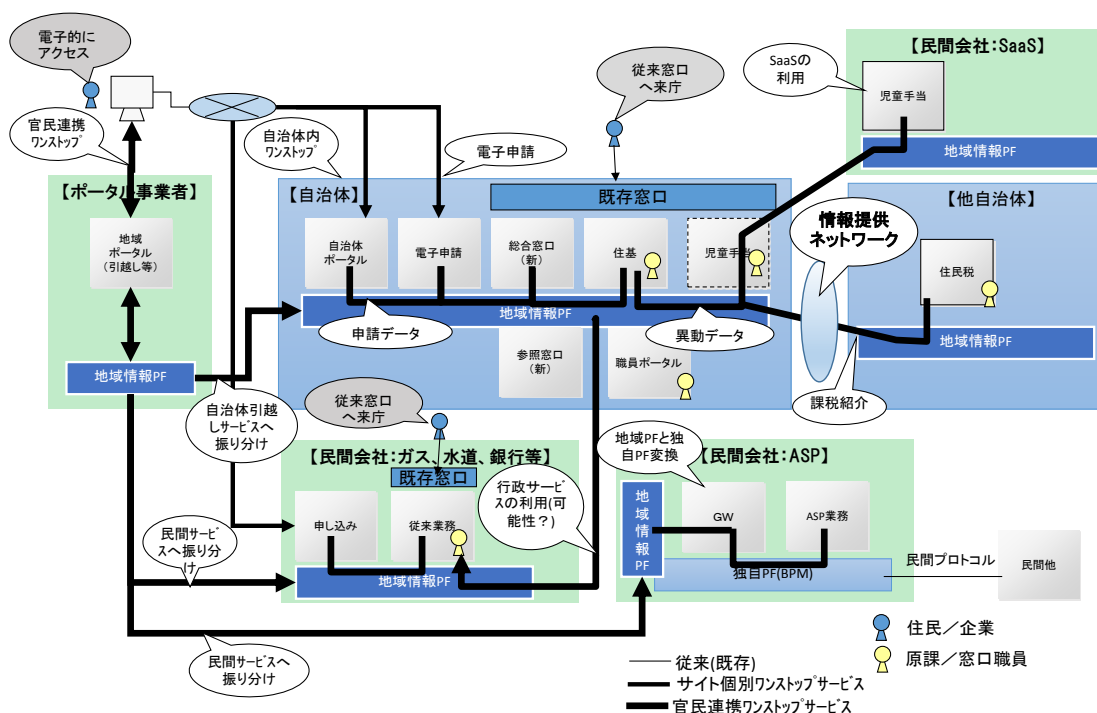 電子的に
アクセス
官民連携
ワンストップ
【ポータル事業者】
地域
ポータル
(引越し等)
地域情報PF
自治体引越
しサービスへ
振り分け
民間サービ
スへ振り分
け
民間サービスへ
振り分け
自治体内
ワンストップ
電子申請
従来窓口
へ来庁
【自治体】
既存窓口
自治体
ポータル
電子申請
総合窓口
(新)
住基
児童手当
地域情報PF
申請データ
異動データ
参照窓口
(新)
職員ポータル
SaaSの
利用
【民間会社:SaaS】
児童手当
地域情報PF
情報提供
ネットワーク
【他自治体】
住民税
地域情報PF
課税紹介
従来窓口
へ来庁
【民間会社:ガス、水道、銀行等】
既存窓口
申し込み
従来業務
地域情報PF
行政サービ
スの利用(可
能性？)
地域PFと独
自PF変換
【民間会社:ASP】
地
域
情
報
PF
GW
ASP業務
独自PF(BPM)
民間プロトコル
民間他
住民／企業
原課／窓口職員
従来(既存)
サイト個別ワンストップサービス
官民連携ワンストップサービス